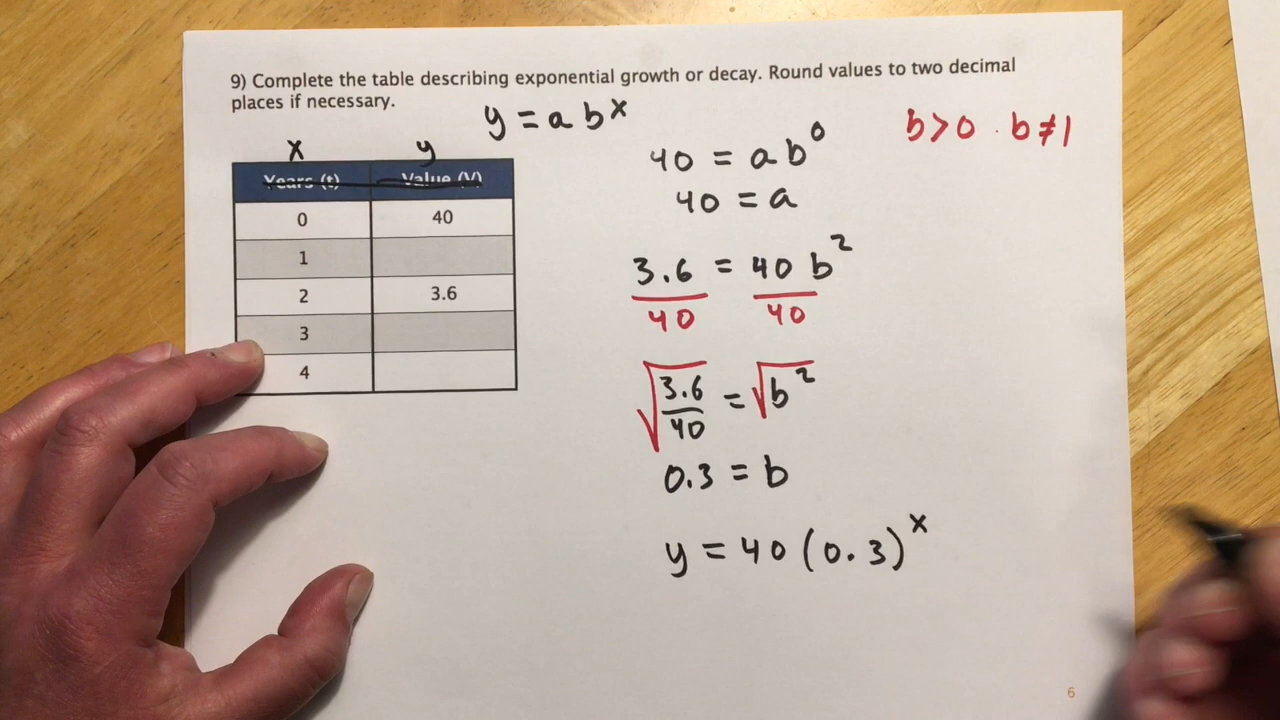 9) Complete the table describing exponential growth or decay. Round values to two decimal
places if necessary.
y = a b^x
x y
Years (t) Value (V)
0 40
1
2 3.6
3
4
40 = a b^0
b>0 . b≠1
40 = a
3.6 = 40 b^2
40 40
√(3.6/40) = √(b^2)
0.3 = b
y = 40 (0.3)^x
6